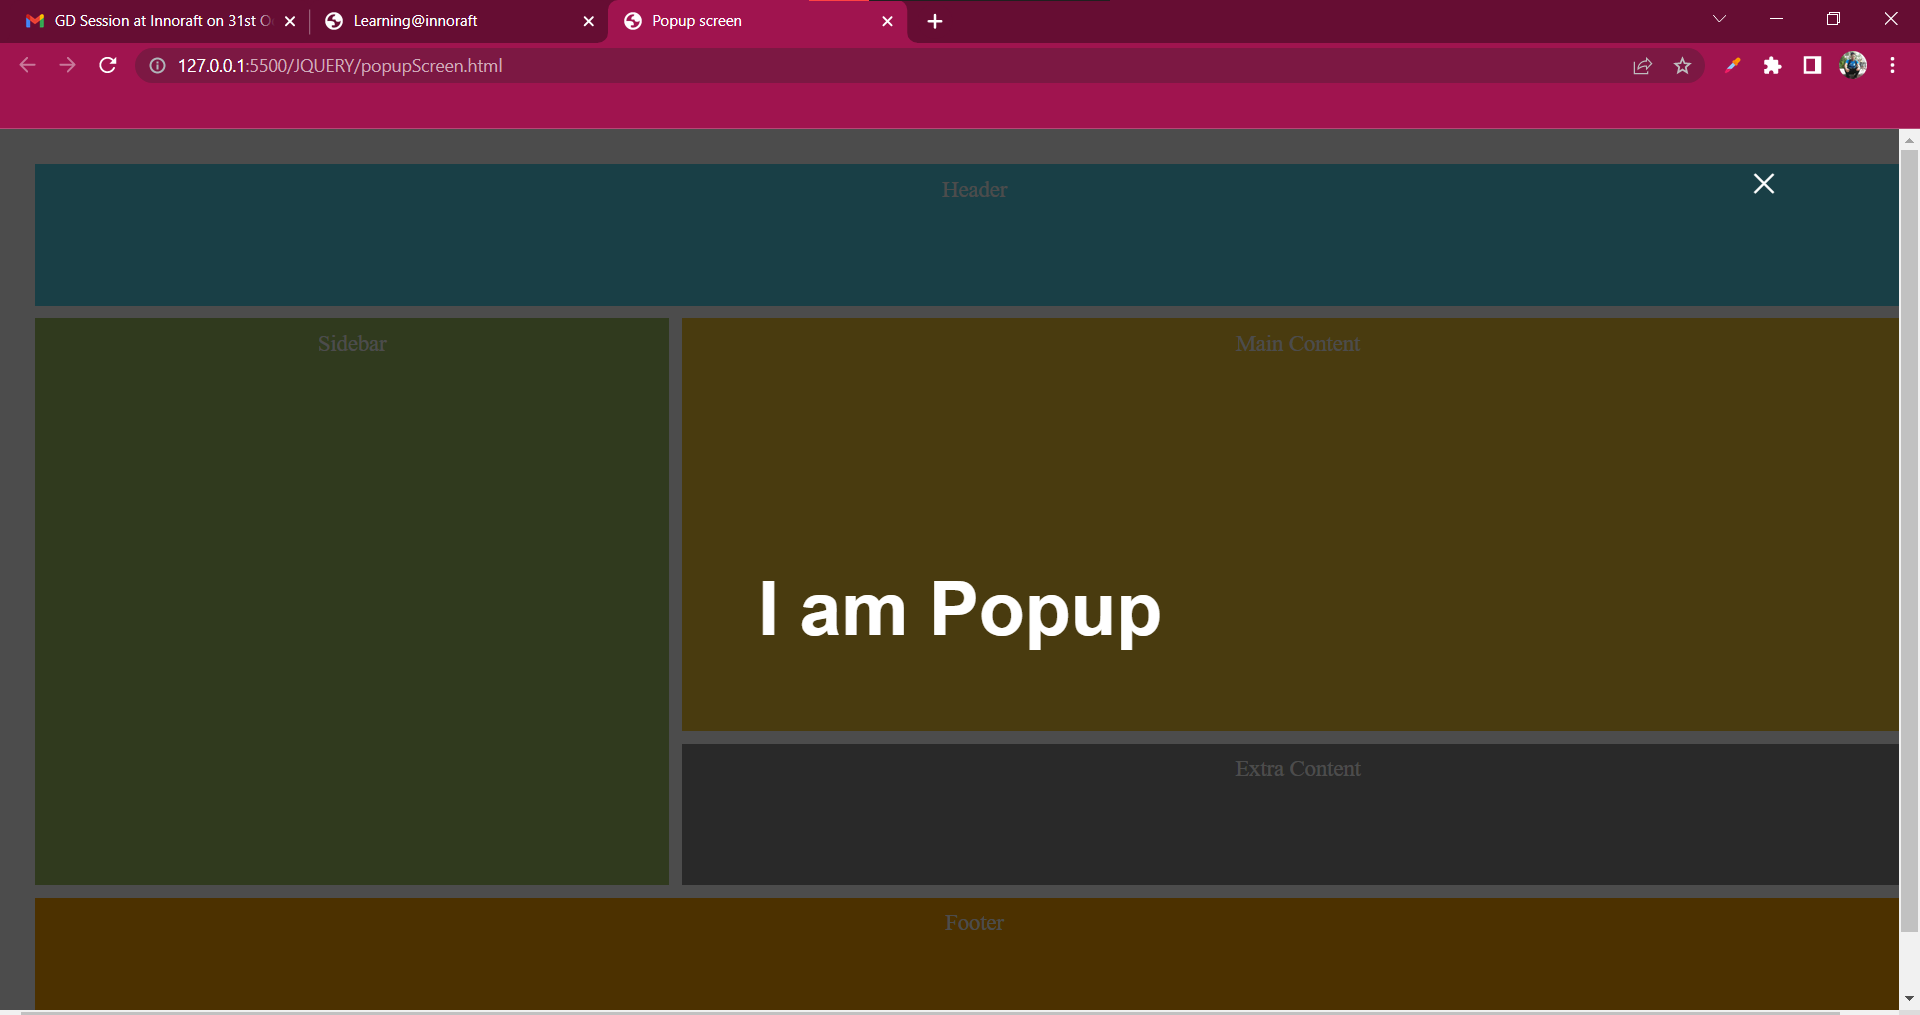 GD Session at Innoraft on 31st O
Learning@innoraft
Popup screen
127.0.0.1:5500/JQUERY/popupScreen.html
Header
Sidebar
Main Content
I am Popup
Extra Content
Footer